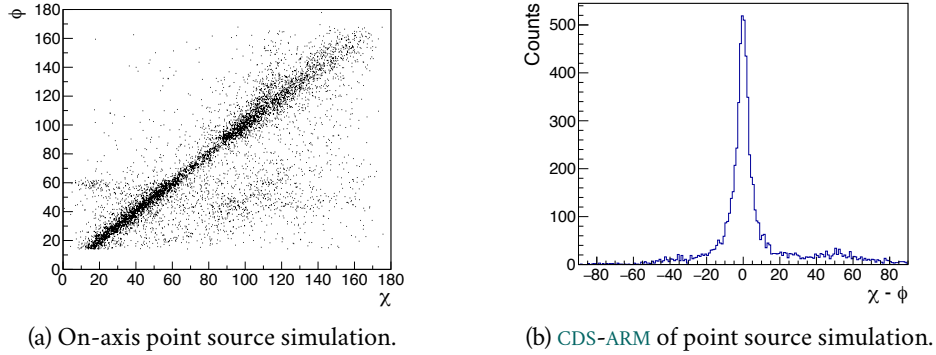 ϕ
180
160
140
120
100
80
60
40
20
0
0 20 40 60 80 100 120 140 160 180
χ
(a) On-axis point source simulation.
Counts
500
400
300
200
100
0
−80 −60 −40 −20 0 20 40 60 80
χ - ϕ
(b) CDS-ARM of point source simulation.